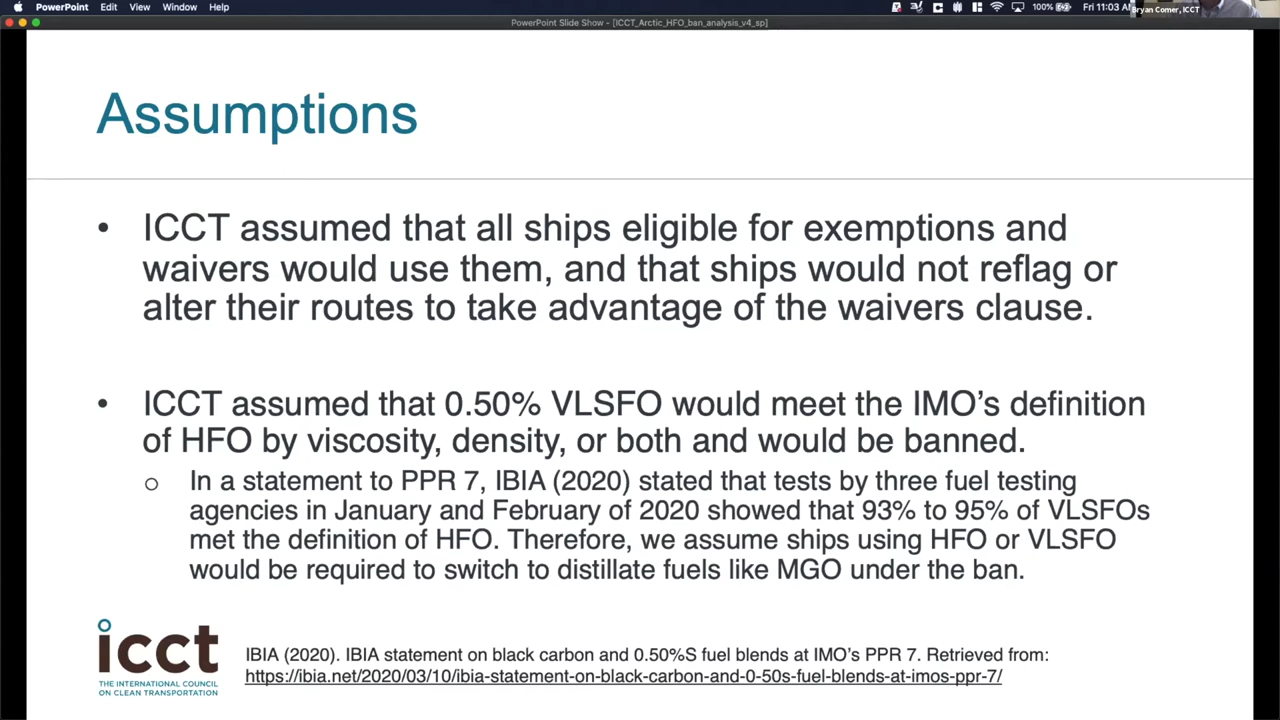 PowerPoint Edit View Window Help 100% Fri 11:03 Bryan Comer, ICCT
PowerPoint Slide Show - [ICCT_Arctic_HFO_ban_analysis_v4_sp]
Assumptions
• ICCT assumed that all ships eligible for exemptions and
waivers would use them, and that ships would not reflag or
alter their routes to take advantage of the waivers clause.
• ICCT assumed that 0.50% VLSFO would meet the IMO’s definition
of HFO by viscosity, density, or both and would be banned.
o In a statement to PPR 7, IBIA (2020) stated that tests by three fuel testing
agencies in January and February of 2020 showed that 93% to 95% of VLSFOs
met the definition of HFO. Therefore, we assume ships using HFO or VLSFO
would be required to switch to distillate fuels like MGO under the ban.
icct
THE INTERNATIONAL COUNCIL
ON CLEAN TRANSPORTATION
IBIA (2020). IBIA statement on black carbon and 0.50%S fuel blends at IMO’s PPR 7. Retrieved from:
https://ibia.net/2020/03/10/ibia-statement-on-black-carbon-and-0-50s-fuel-blends-at-imos-ppr-7/